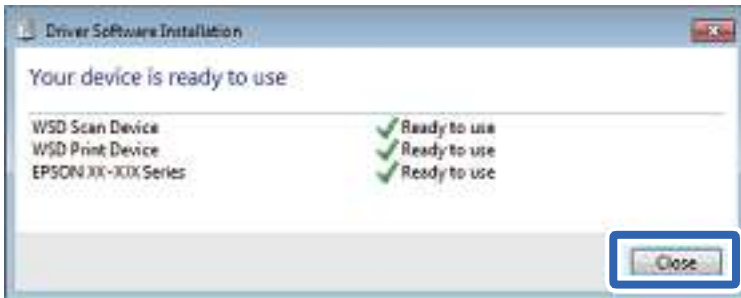 Driver Software Installation
Your device is ready to use
WSD Scan Device Ready to use
WSD Print Device Ready to use
EPSON XX-XXX Series Ready to use
Close